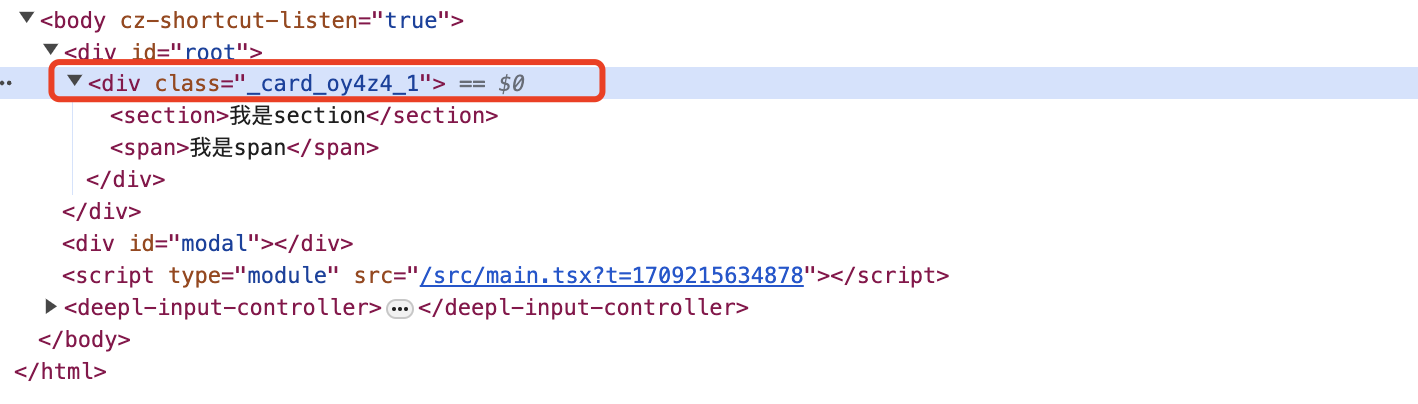 <body cz-shortcut-listen="true">
<div id="root">
<div class="_card_oy4z4_1"> == $0
<section>我是section</section>
<span>我是span</span>
</div>
</div>
<div id="modal"></div>
<script type="module" src="/src/main.tsx?t=1709215634878"></script>
<deepl-input-controller>…</deepl-input-controller>
</body>
</html>